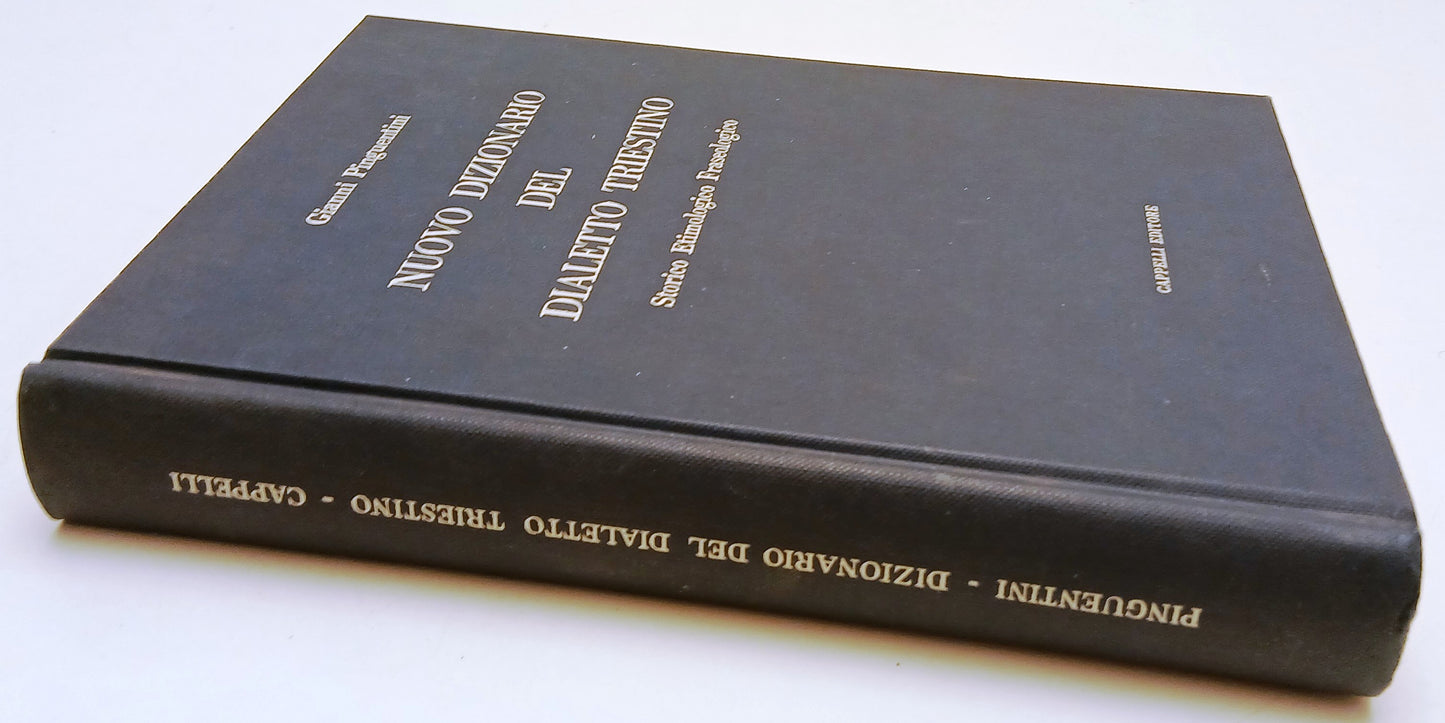 Gianni Pinguentini
NUOVO DIZIONARIO
DEL
DIALETTO TRIESTINO
Storico Etimologico Fraseologico
CAPPELLI EDITORE
PINGUENTINI - DIZIONARIO DEL DIALETTO TRIESTINO - CAPPELLI